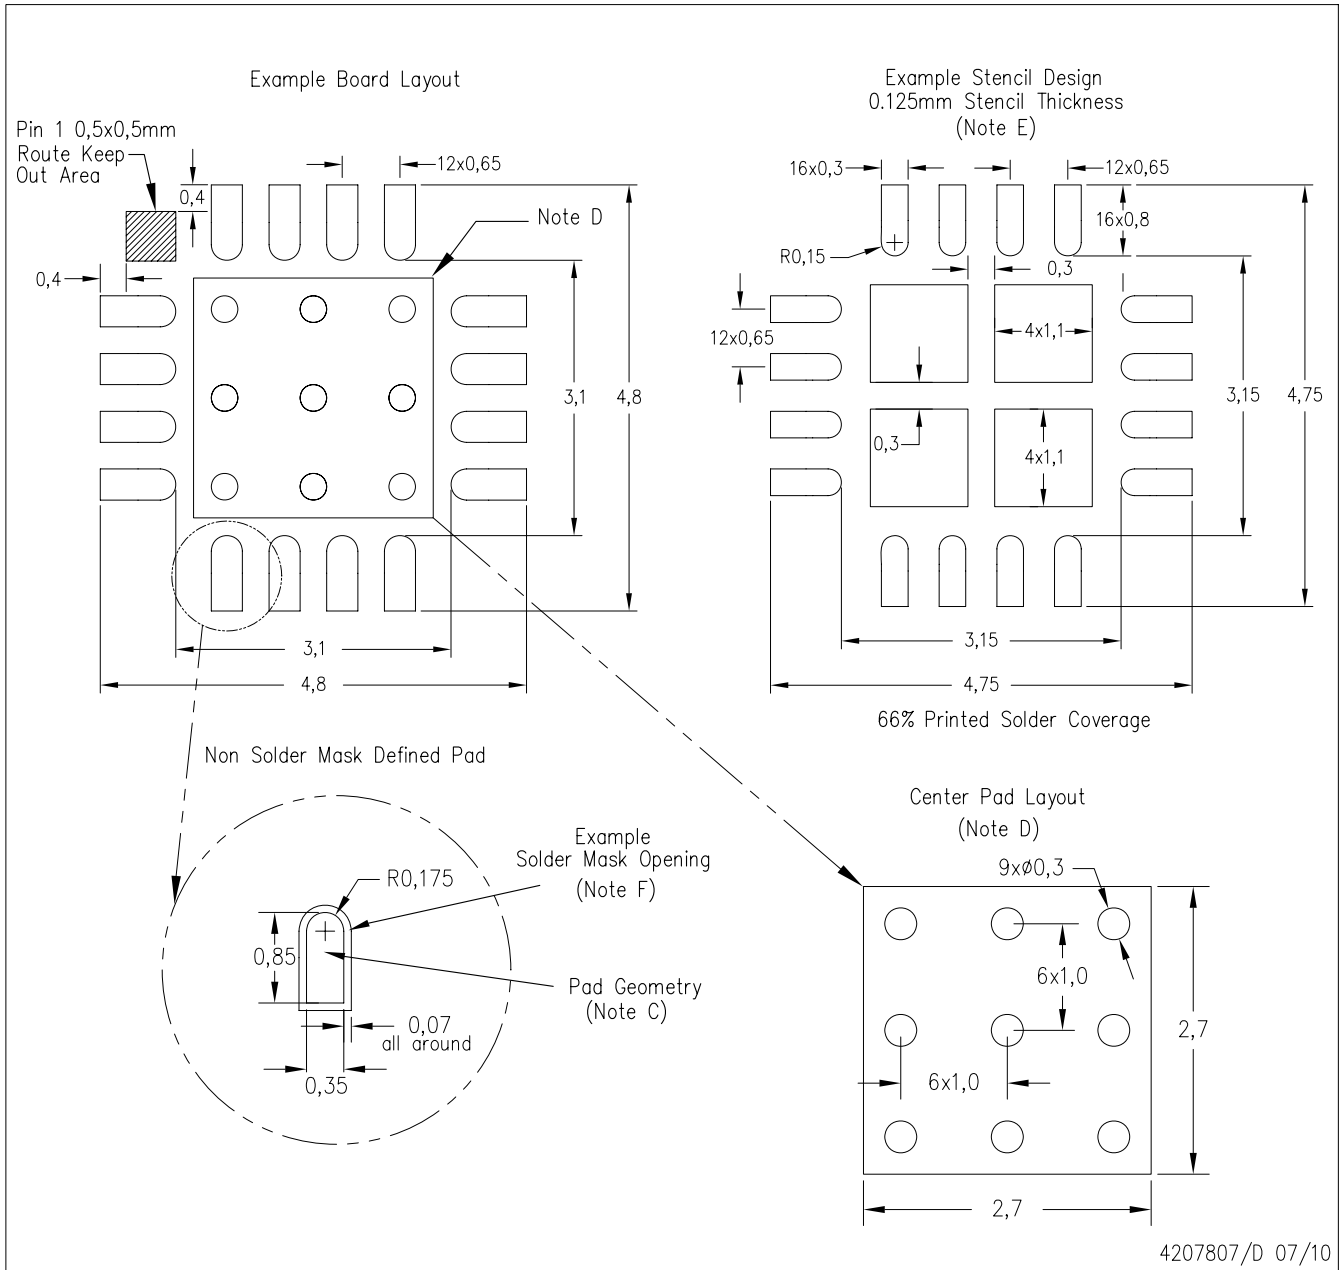 Example Board Layout
Pin 1 0,5x0,5mm
Route Keep
Out Area
0,4
12x0,65
Note D
0,4
3,1
4,8
3,1
4,8
Example Stencil Design
0.125mm Stencil Thickness
(Note E)
16x0,3
12x0,65
16x0,8
R0,15
0,3
12x0,65
4x1,1
3,15
4,75
0,3
4x1,1
3,15
4,75
66% Printed Solder Coverage
Non Solder Mask Defined Pad
Example
Solder Mask Opening
(Note F)
R0,175
0,85
Pad Geometry
(Note C)
0,07
all around
0,35
Center Pad Layout
(Note D)
9xø0,3
6x1,0
2,7
6x1,0
2,7
4207807/D 07/10